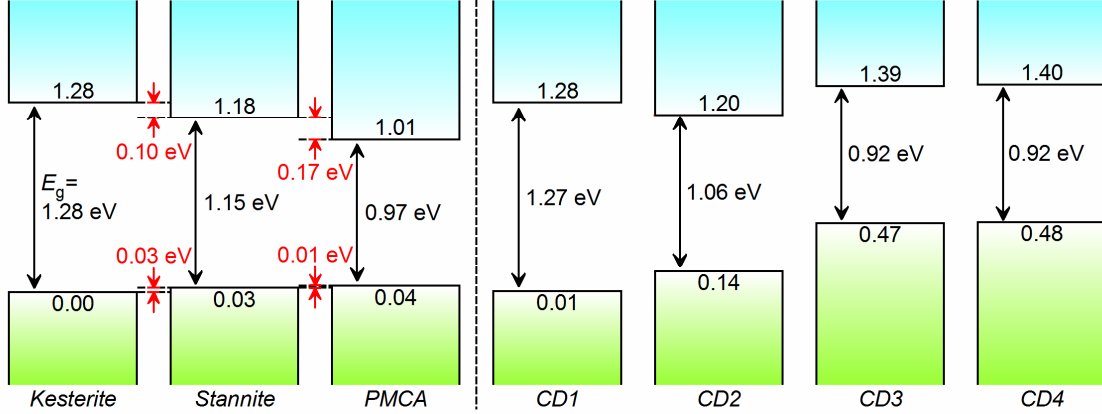 1.28
1.18
1.01
1.28
1.20
1.39
1.40
0.10 eV
0.17 eV
Eg=
1.28 eV
1.15 eV
0.97 eV
1.27 eV
1.06 eV
0.92 eV
0.92 eV
0.03 eV
0.01 eV
0.00
0.03
0.04
0.01
0.14
0.47
0.48
Kesterite
Stannite
PMCA
CD1
CD2
CD3
CD4